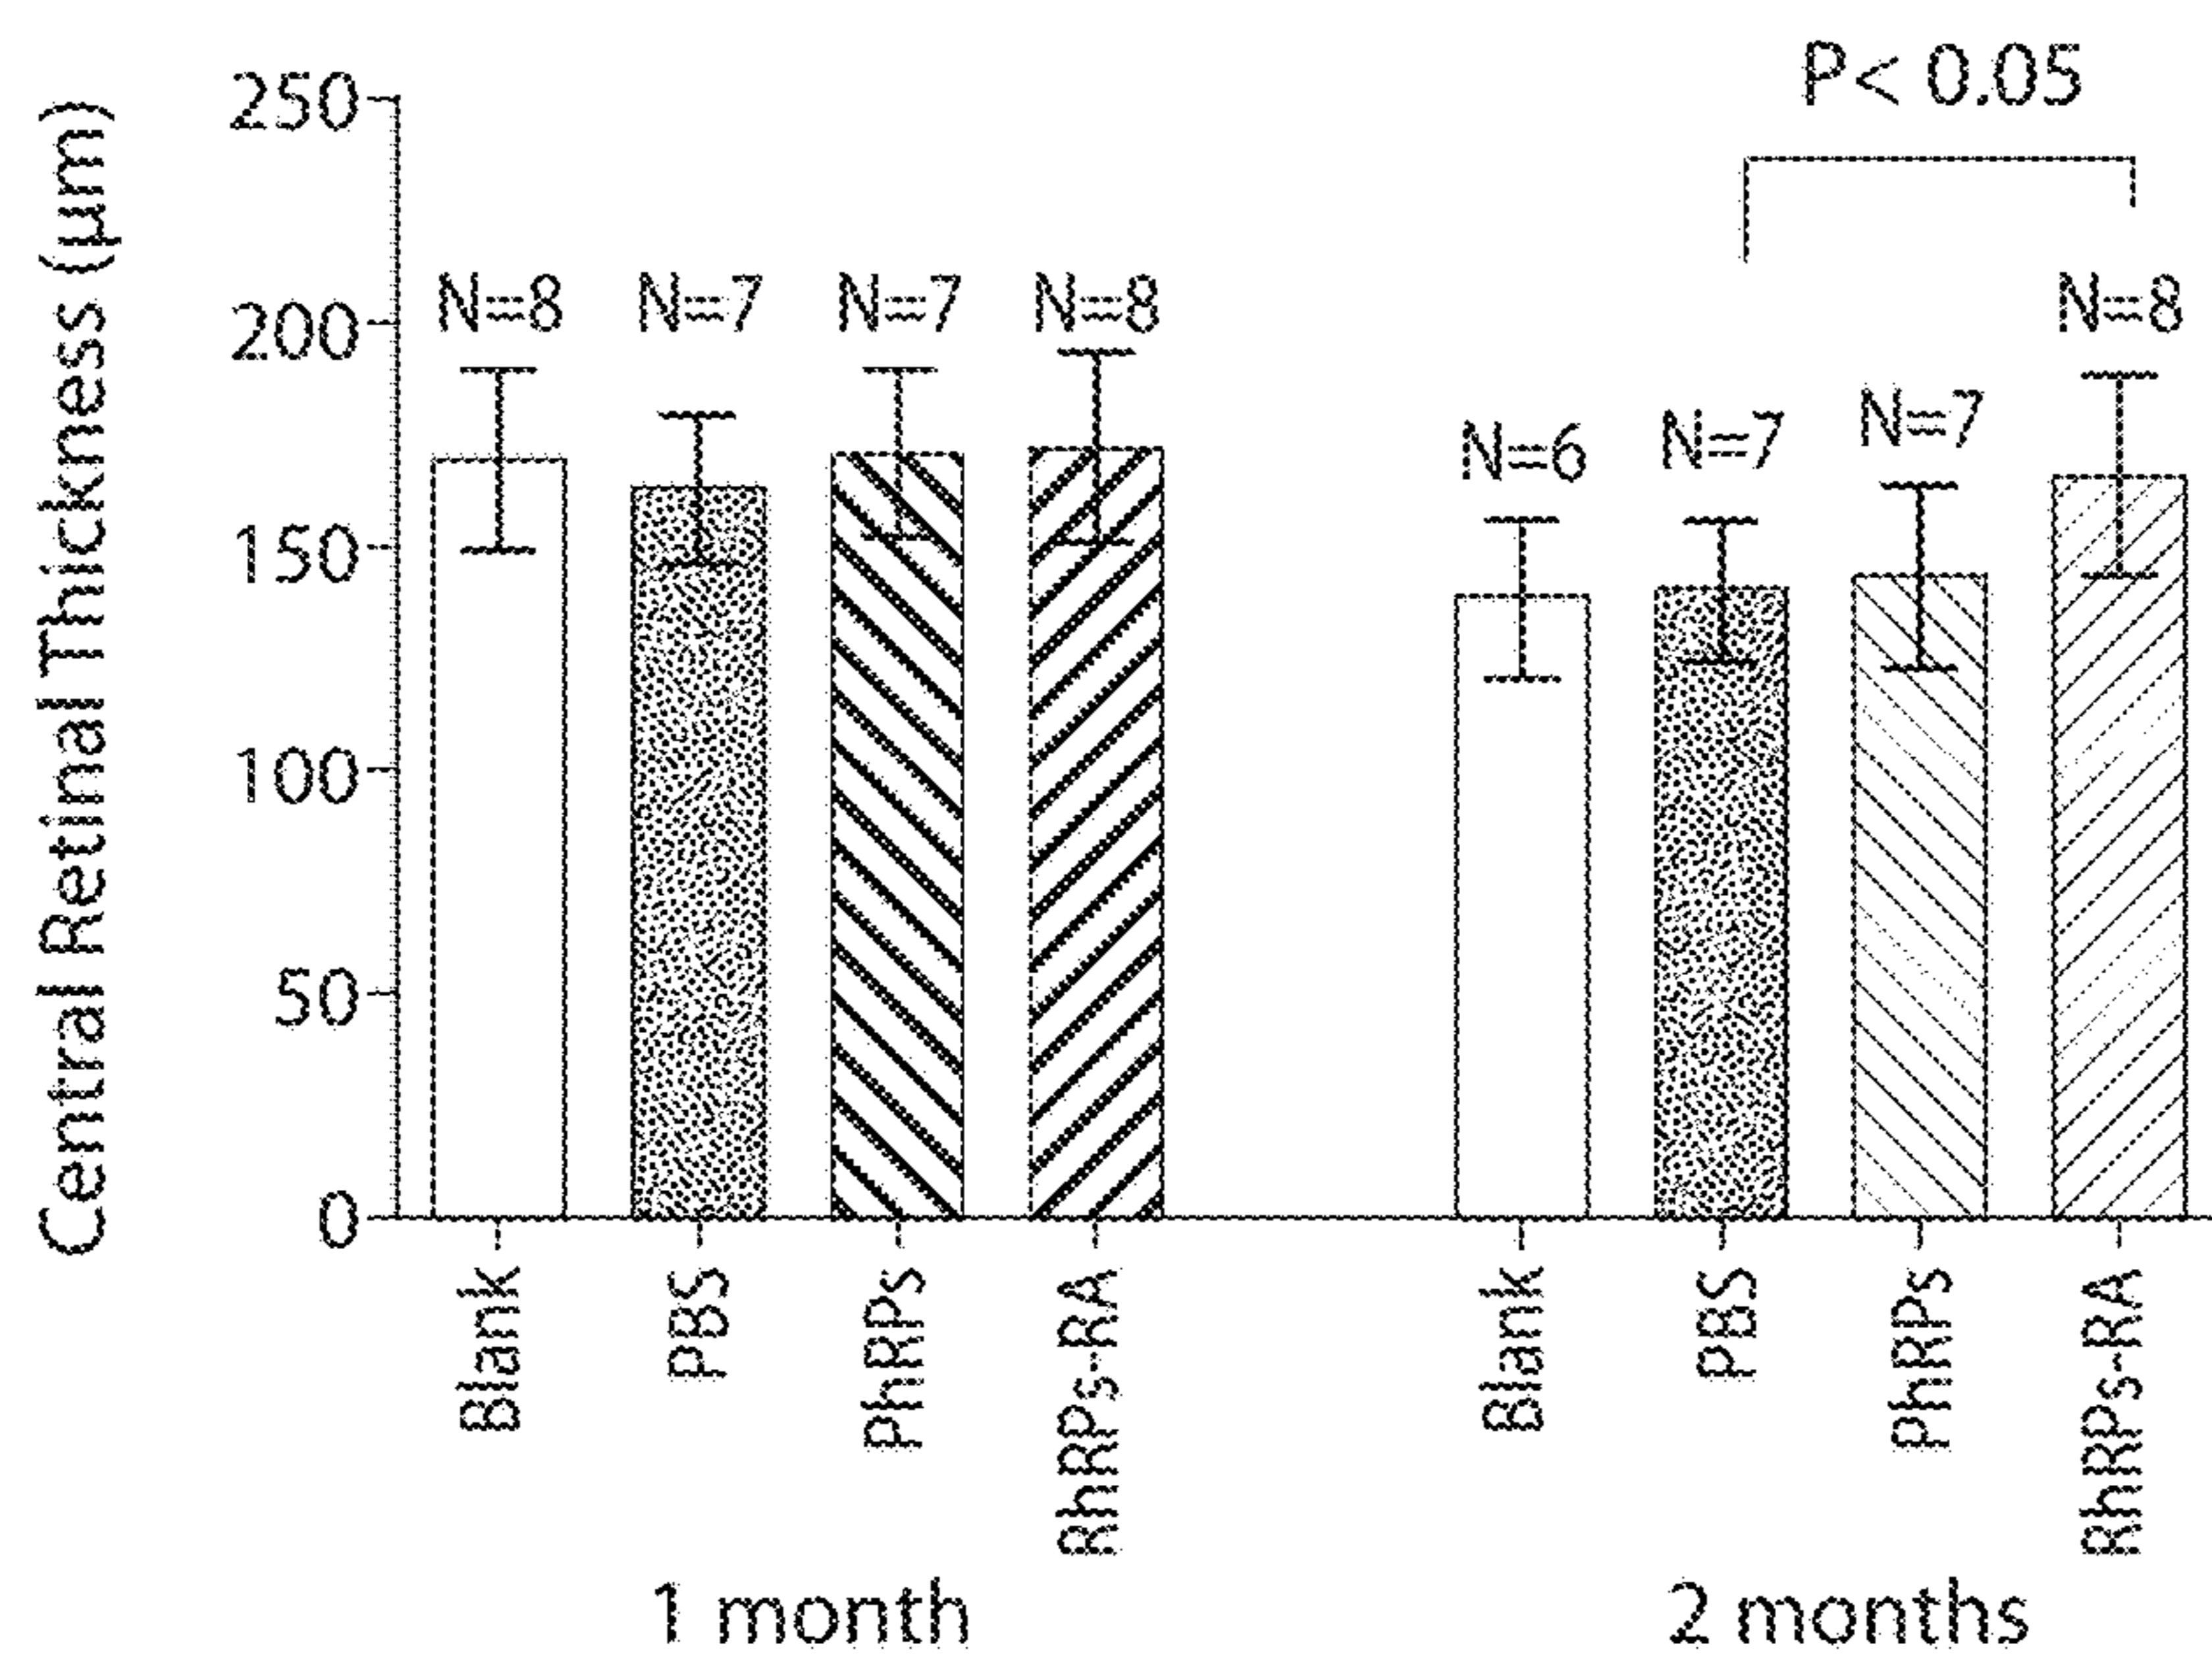 Central Retinal Thickness (µm)
250
200
150
100
50
0
P< 0.05
N=8
N=7
N=7
N=8
N=6
N=7
N=7
N=8
Blank
PBS
PhRPs
RhRPs-RA
Blank
PBS
PhRPs
RhRPs-RA
1 month
2 months